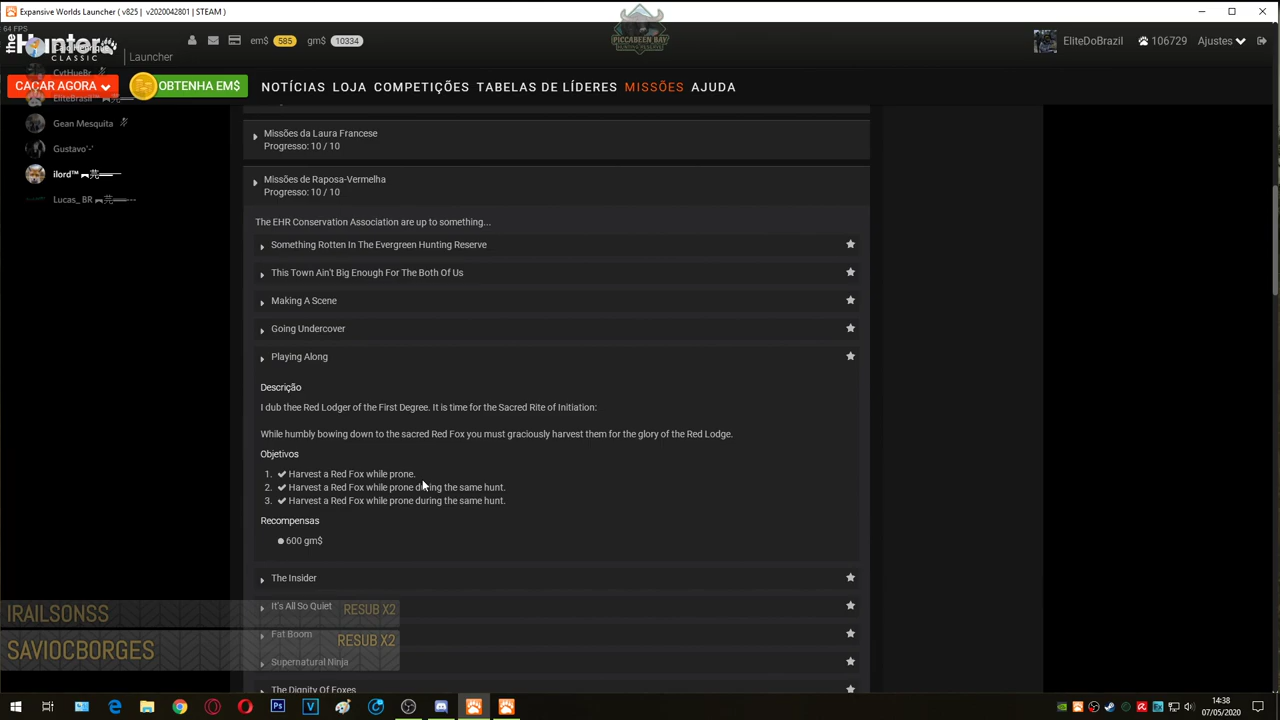 Expansive Worlds Launcher ( v825 | v2020042801 | STEAM )
64 FPS
theHunter
CLASSIC
Launcher
em$ 585 gm$ 10334
PICCABEEN BAY
HUNTING RESERVE
EliteDoBrazil 106729 Ajustes
CAÇAR AGORA OBTENHA EM$ NOTÍCIAS LOJA COMPETIÇÕES TABELAS DE LÍDERES MISSÕES AJUDA
CvtHueBr
EliteBrasil™
Gean Mesquita
Gustavo'-'
ilord™
Lucas_ BR
Missões da Laura Francese
Progresso: 10 / 10
Missões de Raposa-Vermelha
Progresso: 10 / 10
The EHR Conservation Association are up to something...
Something Rotten In The Evergreen Hunting Reserve
This Town Ain't Big Enough For The Both Of Us
Making A Scene
Going Undercover
Playing Along
Descrição
I dub thee Red Lodger of the First Degree. It is time for the Sacred Rite of Initiation:
While humbly bowing down to the sacred Red Fox you must graciously harvest them for the glory of the Red Lodge.
Objetivos
1. ✔ Harvest a Red Fox while prone.
2. ✔ Harvest a Red Fox while prone during the same hunt.
3. ✔ Harvest a Red Fox while prone during the same hunt.
Recompensas
600 gm$
The Insider
It's All So Quiet
Fat Boom
Supernatural Ninja
The Dignity Of Foxes
IRAILSONSS RESUB X2
SAVIOCBORGES RESUB X2
14:38
07/05/2020